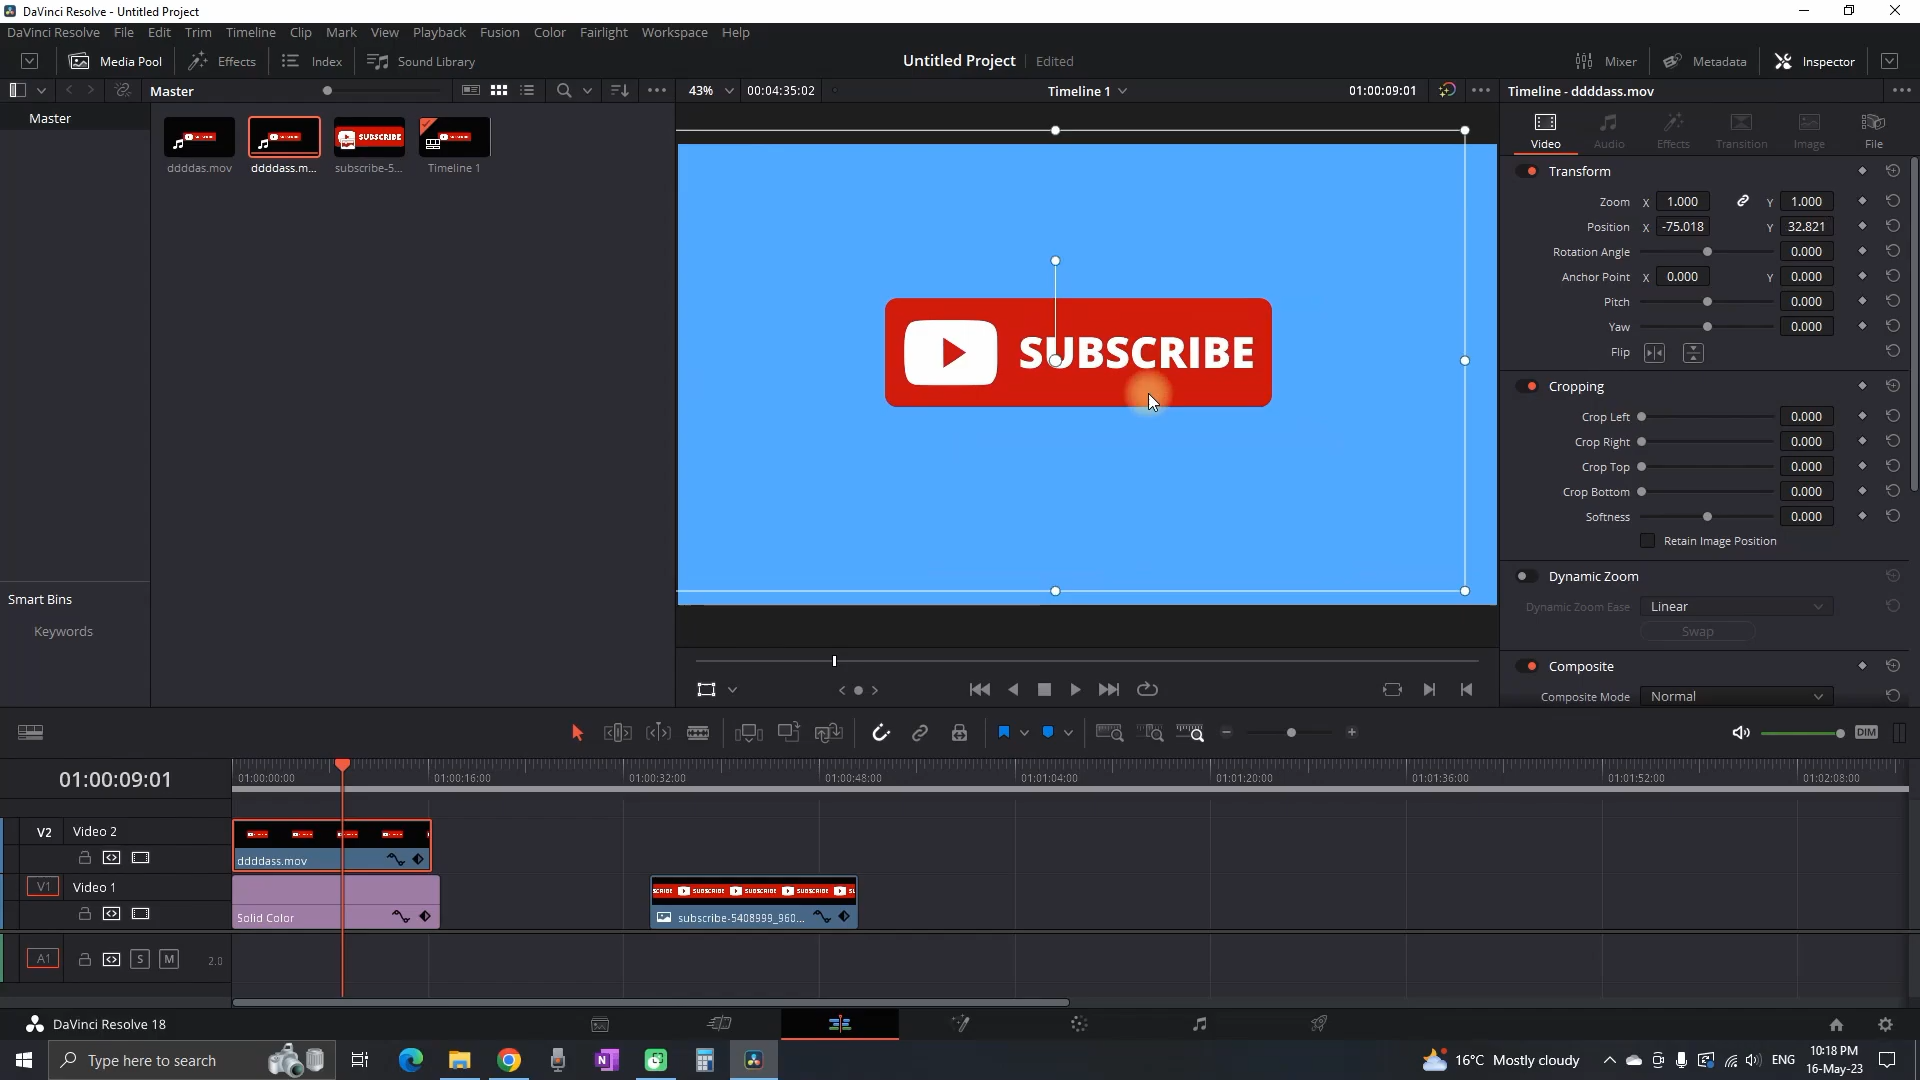 DaVinci Resolve - Untitled Project
DaVinci Resolve File Edit Trim Timeline Clip Mark View Playback Fusion Color Fairlight Workspace Help
Media Pool Effects Index Sound Library Untitled Project Edited Mixer Metadata Inspector
Master 43% 00:04:35:02 Timeline 1 01:00:09:01 Timeline - ddddass.mov
Master
ddddas.mov ddddass.m... subscribe-5... Timeline 1
SUBSCRIBE
Video Audio Effects Transition Image File
Transform
Zoom X 1.000 Y 1.000
Position X -75.018 Y 32.821
Rotation Angle 0.000
Anchor Point X 0.000 Y 0.000
Pitch 0.000
Yaw 0.000
Flip
Cropping
Crop Left 0.000
Crop Right 0.000
Crop Top 0.000
Crop Bottom 0.000
Softness 0.000
Retain Image Position
Dynamic Zoom
Dynamic Zoom Ease Linear
Swap
Composite
Composite Mode Normal
Smart Bins
Keywords
SUBSCRIBE
DIM
01:00:09:01
01:00:00:00 01:00:16:00 01:00:32:00 01:00:48:00 01:01:04:00 01:01:20:00 01:01:36:00 01:01:52:00 01:02:08:00
V2 Video 2
ddddass.mov
V1 Video 1
Solid Color
SCRIBE SUBSCRIBE SUBSCRIBE SUBSCRIBE SU
subscribe-5408999_960...
A1 S M 2.0
DaVinci Resolve 18
Type here to search
16°C Mostly cloudy ENG
10:18 PM
16-May-23